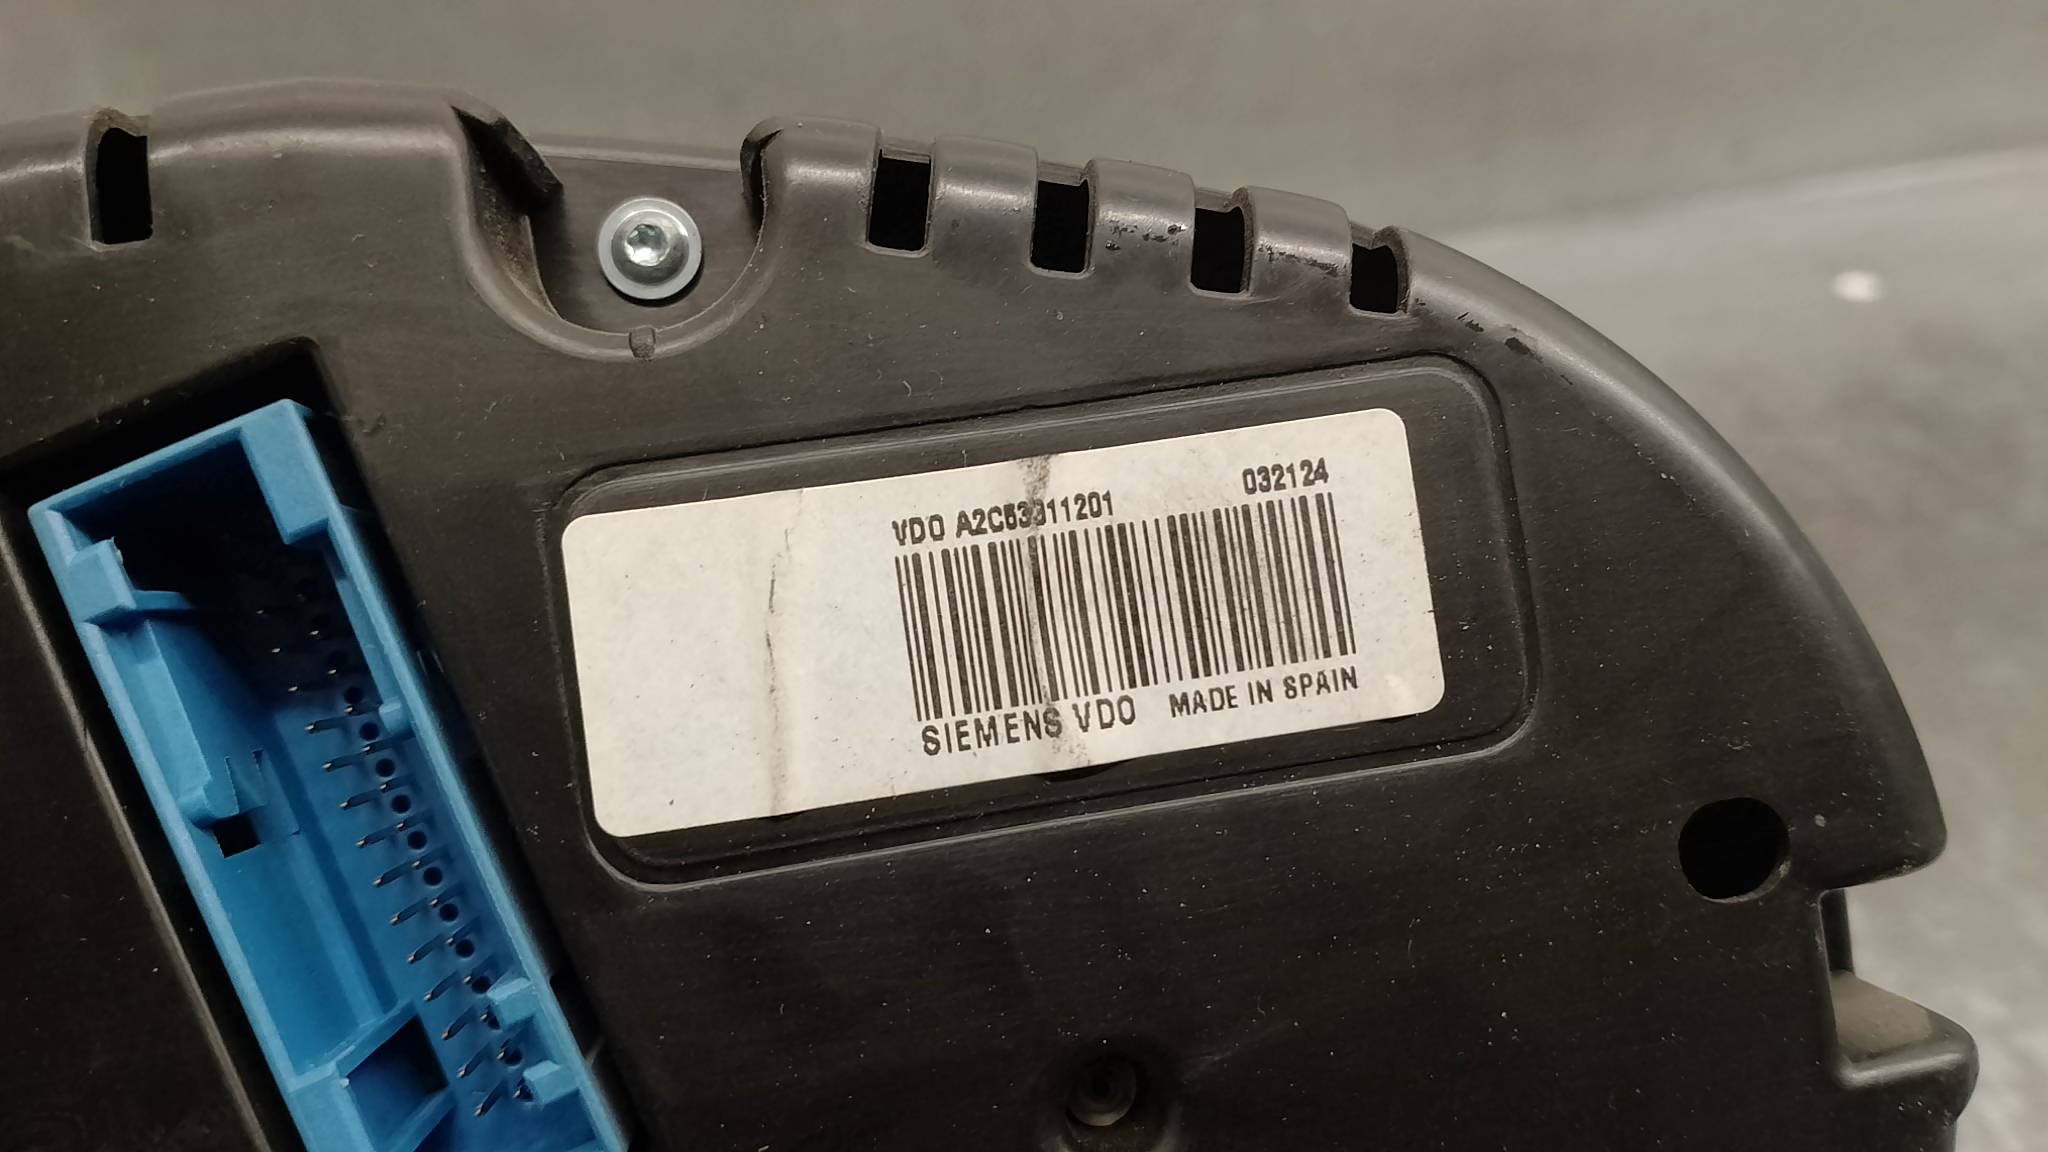 VDO A2C53311201 032124
SIEMENS VDO MADE IN SPAIN